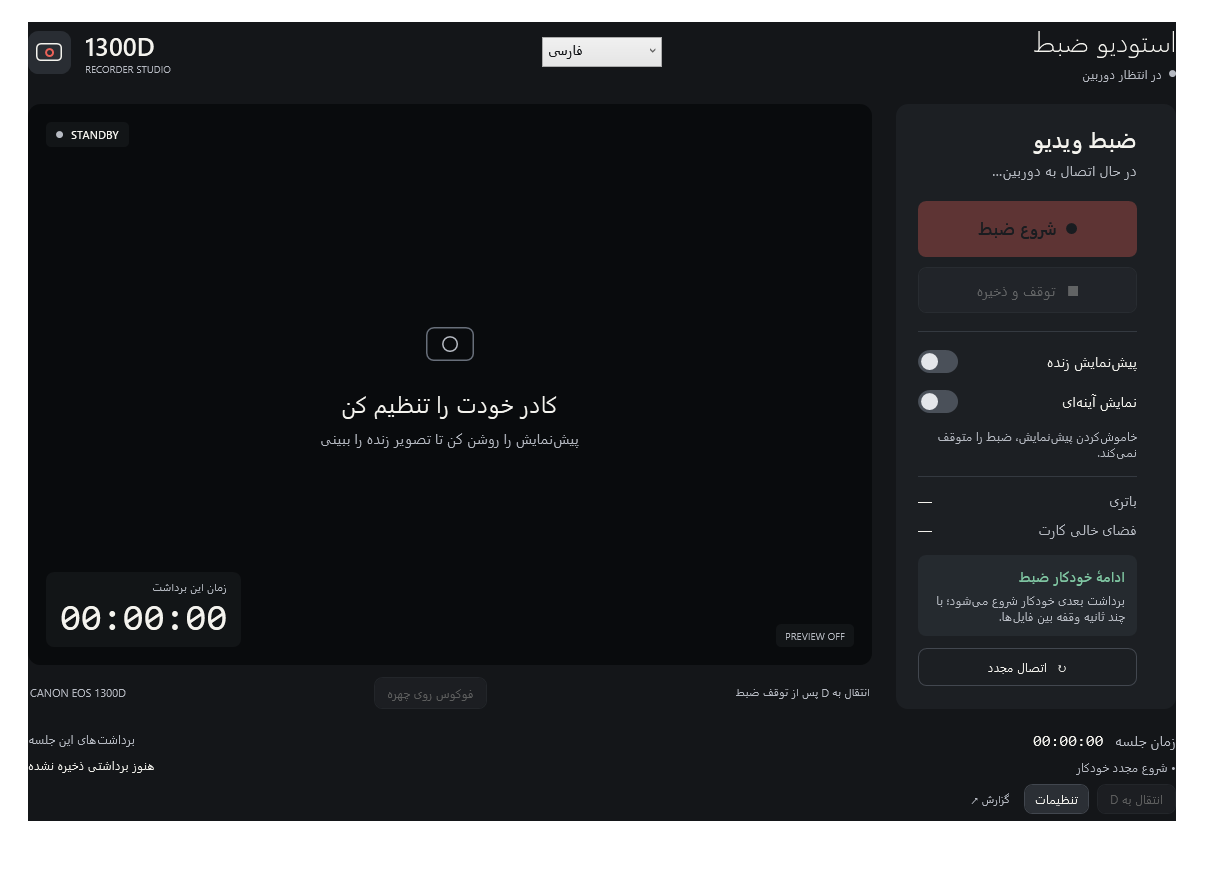 استودیو ضبط
در انتظار دوربین
فارسی
1300D
RECORDER STUDIO
ضبط ویدیو
در حال اتصال به دوربین...
شروع ضبط
توقف و ذخیره
پیش‌نمایش زنده
نمایش آینه‌ای
خاموش‌کردن پیش‌نمایش، ضبط را متوقف
نمی‌کند.
باتری —
فضای خالی کارت —
ادامهٔ خودکار ضبط
برداشت بعدی خودکار شروع می‌شود؛ با
چند ثانیه وقفه بین فایل‌ها.
↻ اتصال مجدد
STANDBY
کادر خودت را تنظیم کن
پیش‌نمایش را روشن کن تا تصویر زنده را ببینی
زمان این برداشت
00:00:00
PREVIEW OFF
انتقال به D پس از توقف ضبط
فوکوس روی چهره
CANON EOS 1300D
زمان جلسه 00:00:00
• شروع مجدد خودکار
انتقال به D
تنظیمات
گزارش ↗
برداشت‌های این جلسه
هنوز برداشتی ذخیره نشده